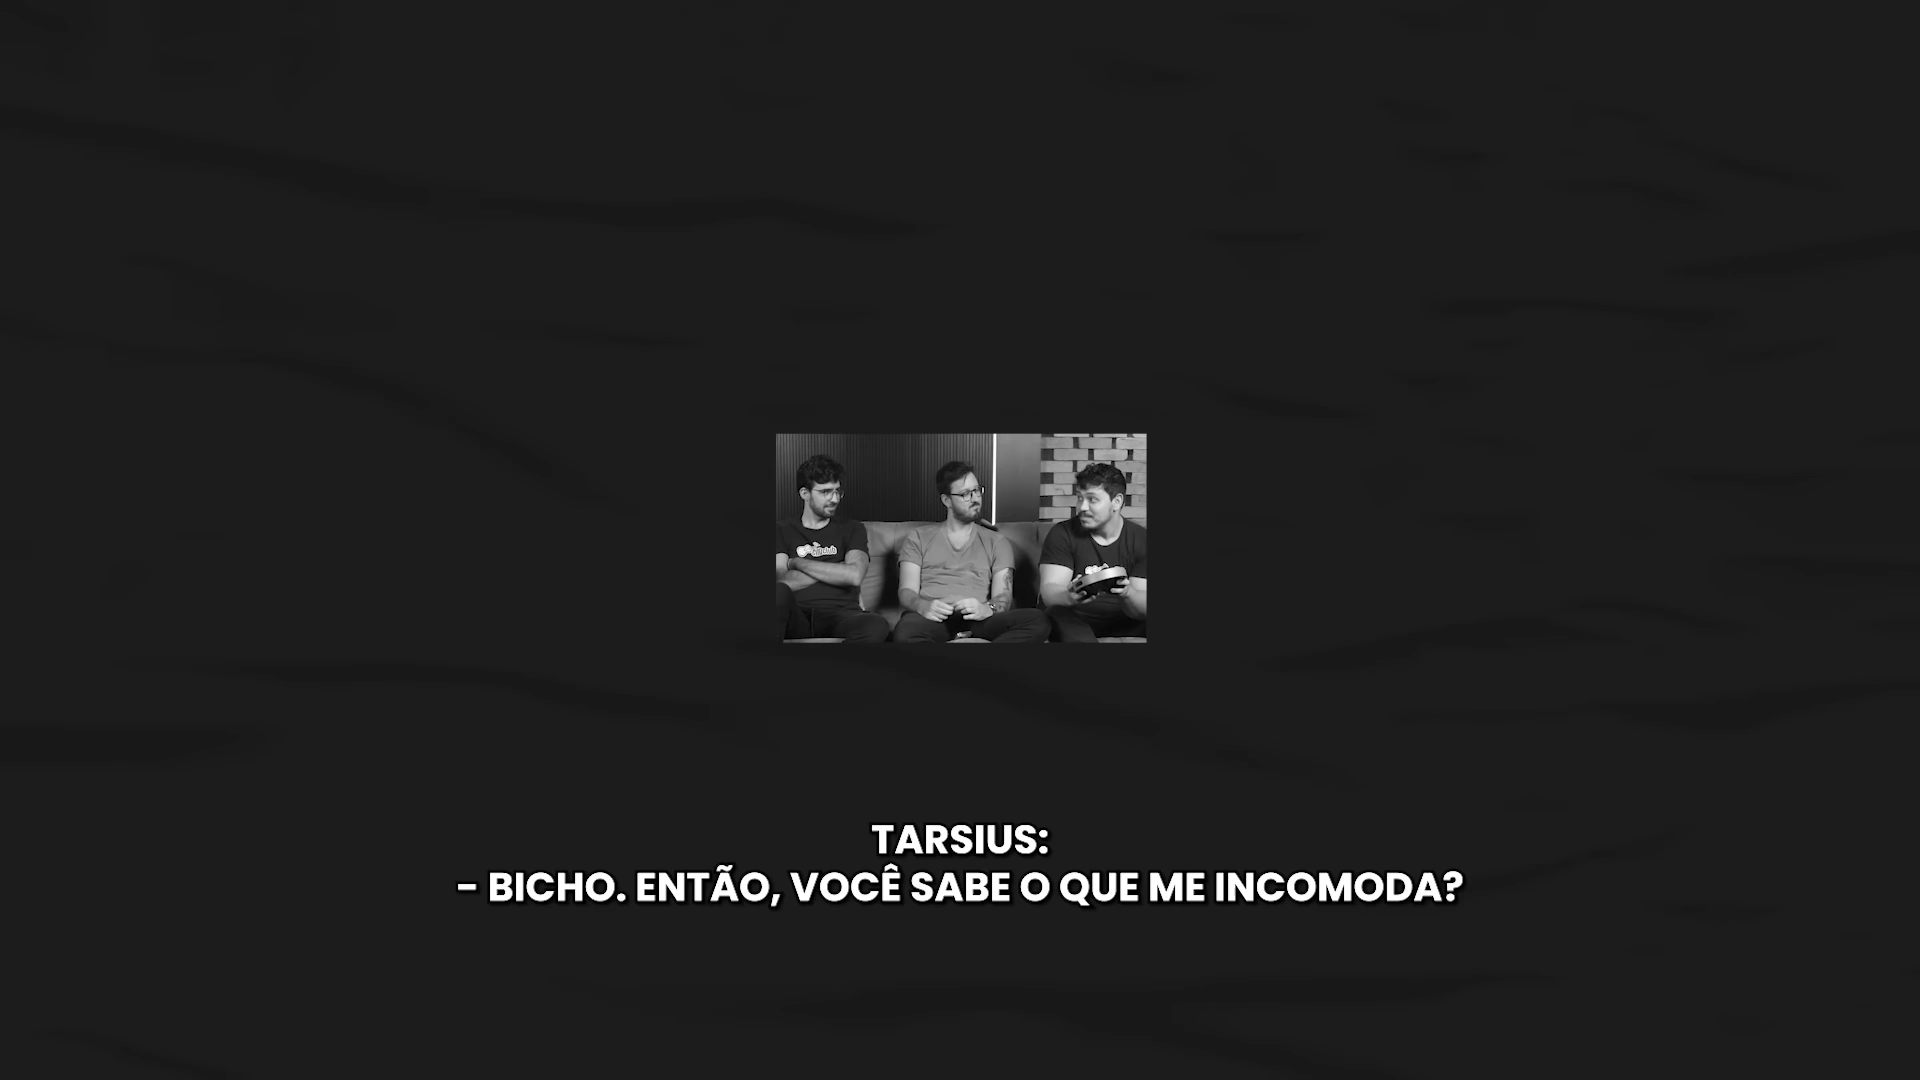 TARSIUS:
- BICHO. ENTÃO, VOCÊ SABE O QUE ME INCOMODA?